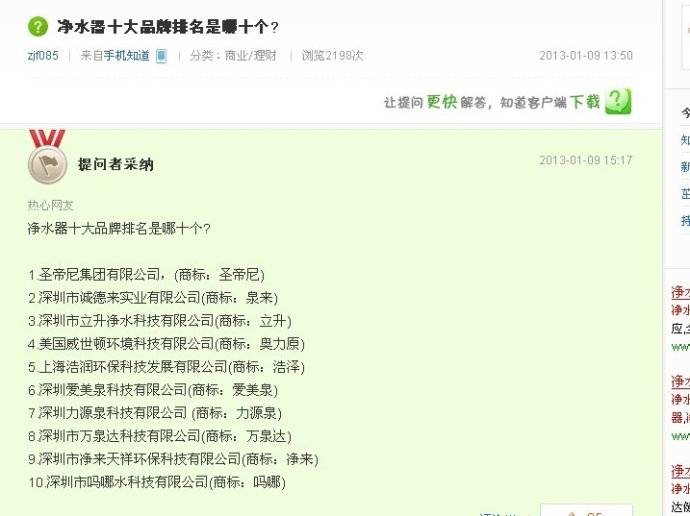 净水器十大品牌排名是哪十个?
zjf085 | 来自手机知道 | 分类：商业/理财 | 浏览2198次 2013-01-09 13:50
让提问更快解答，知道客户端下载
提问者采纳 2013-01-09 15:17
热心网友
净水器十大品牌排名是哪十个?
1.圣帝尼集团有限公司，(商标：圣帝尼)
2.深圳市诚德来实业有限公司(商标：泉来)
3.深圳市立升净水科技有限公司(商标：立升)
4.美国威世顿环境科技有限公司(商标：奥力原)
5.上海浩润环保科技发展有限公司(商标：浩泽)
6.深圳爱美泉科技有限公司(商标：爱美泉)
7.深圳力源泉科技有限公司 (商标：力源泉)
8.深圳市万泉达科技有限公司(商标：万泉达)
9.深圳市净来天祥环保科技有限公司(商标：净来)
10.深圳市吗哪水科技有限公司(商标：吗哪)
知
新
茁
持
净水
净水
应,全
www
净水
净水
器,净
www
净水
净水